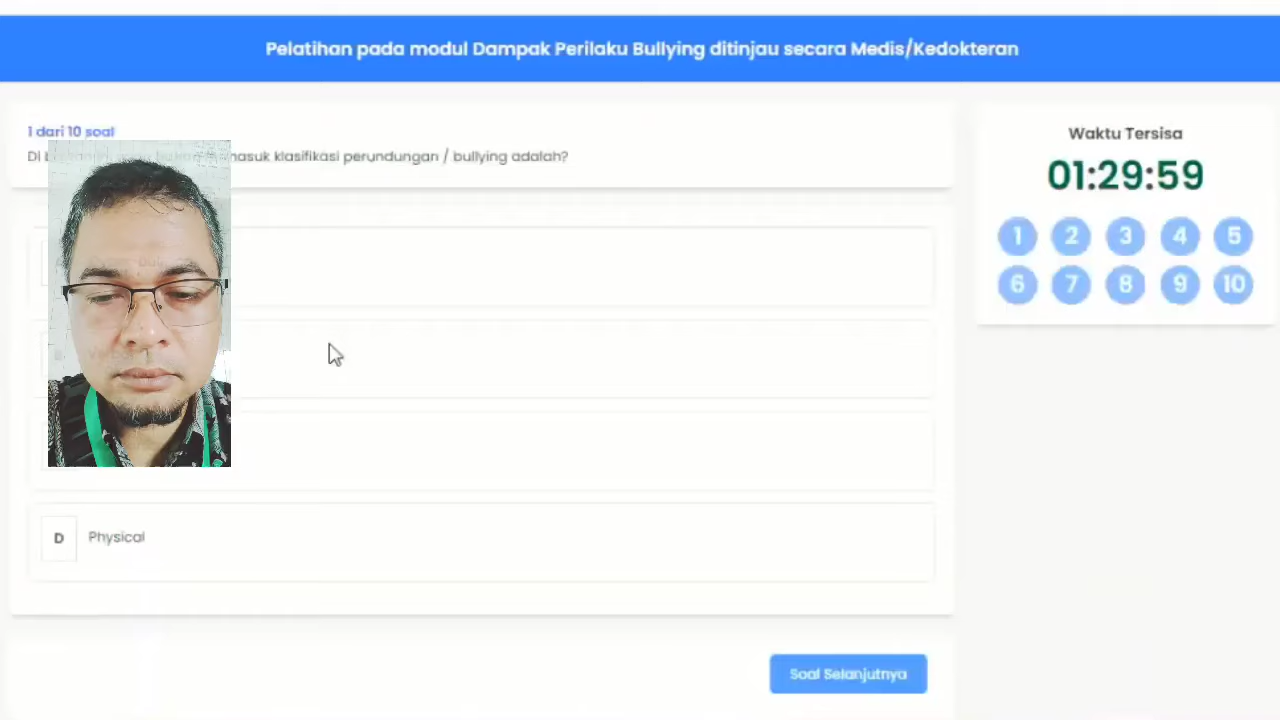 Pelatihan pada modul Dampak Perilaku Bullying ditinjau secara Medis/Kedokteran
1 dari 10 soal
Di klasifikasi perundungan / bullying adalah?
D Physical
Soal Selanjutnya
Waktu Tersisa
01:29:59
1 2 3 4 5
6 7 8 9 10